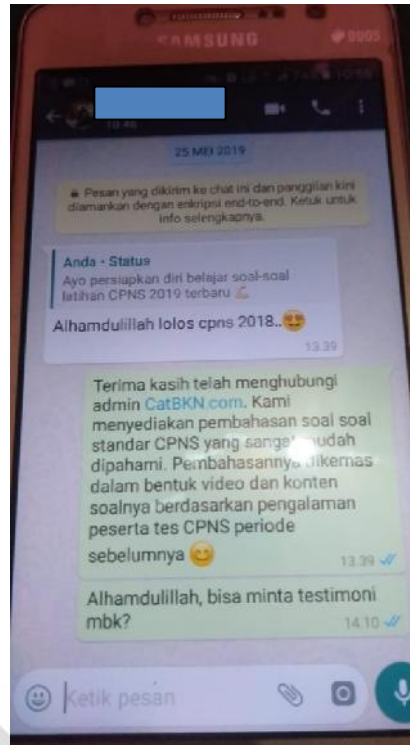 SAMSUNG
25 MEI 2019
Pesan yang dikirim ke chat ini dan panggilan kini
diamankan dengan enkripsi end-to-end. Ketuk untuk
info selengkapnya.
Anda · Status
Ayo persiapkan diri belajar soal-soal
latihan CPNS 2019 terbaru 💪
Alhamdulillah lolos cpns 2018..😍
13.39
Terima kasih telah menghubungi
admin CatBKN.com. Kami
menyediakan pembahasan soal soal
standar CPNS yang sangat mudah
dipahami. Pembahasannya dikemas
dalam bentuk video dan konten
soalnya berdasarkan pengalaman
peserta tes CPNS periode
sebelumnya 😊
13.39
Alhamdulillah, bisa minta testimoni
mbk?
14.10
Ketik pesan